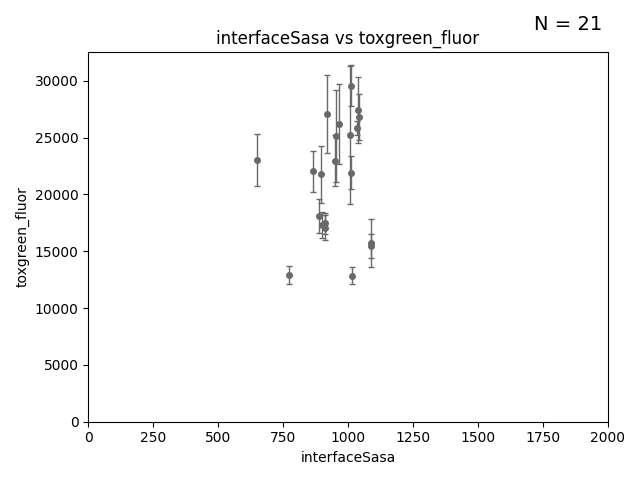 N = 21
interfaceSasa vs toxgreen_fluor
toxgreen_fluor
30000
25000
20000
15000
10000
5000
0
0 250 500 750 1000 1250 1500 1750 2000
interfaceSasa